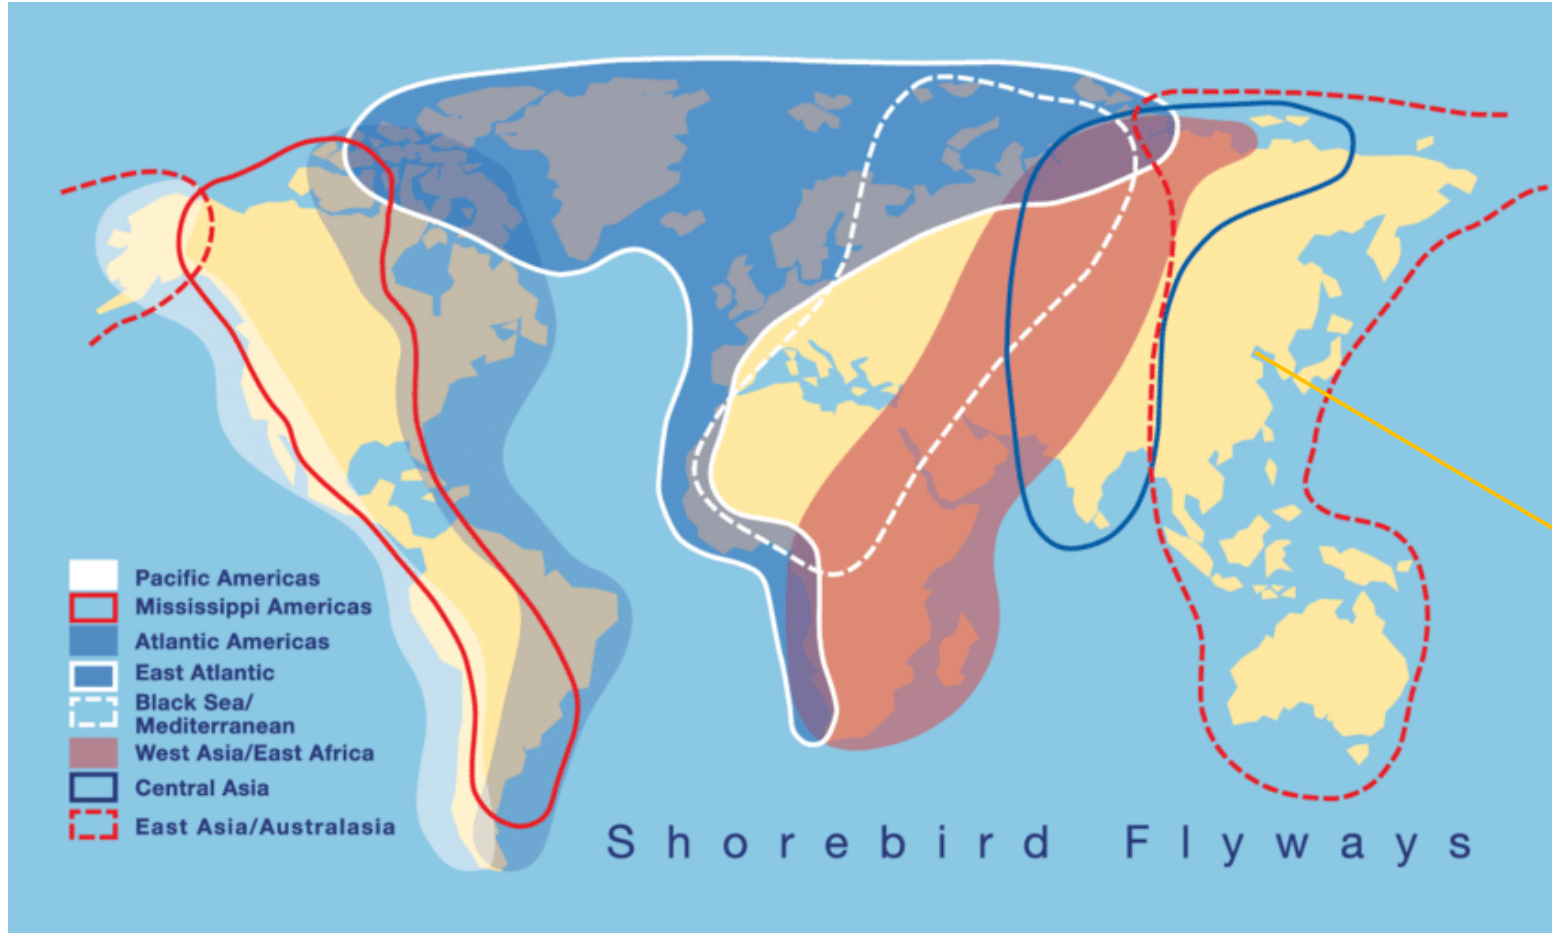 Pacific Americas
Mississippi Americas
Atlantic Americas
East Atlantic
Black Sea/
Mediterranean
West Asia/East Africa
Central Asia
East Asia/Australasia
Shorebird Flyways